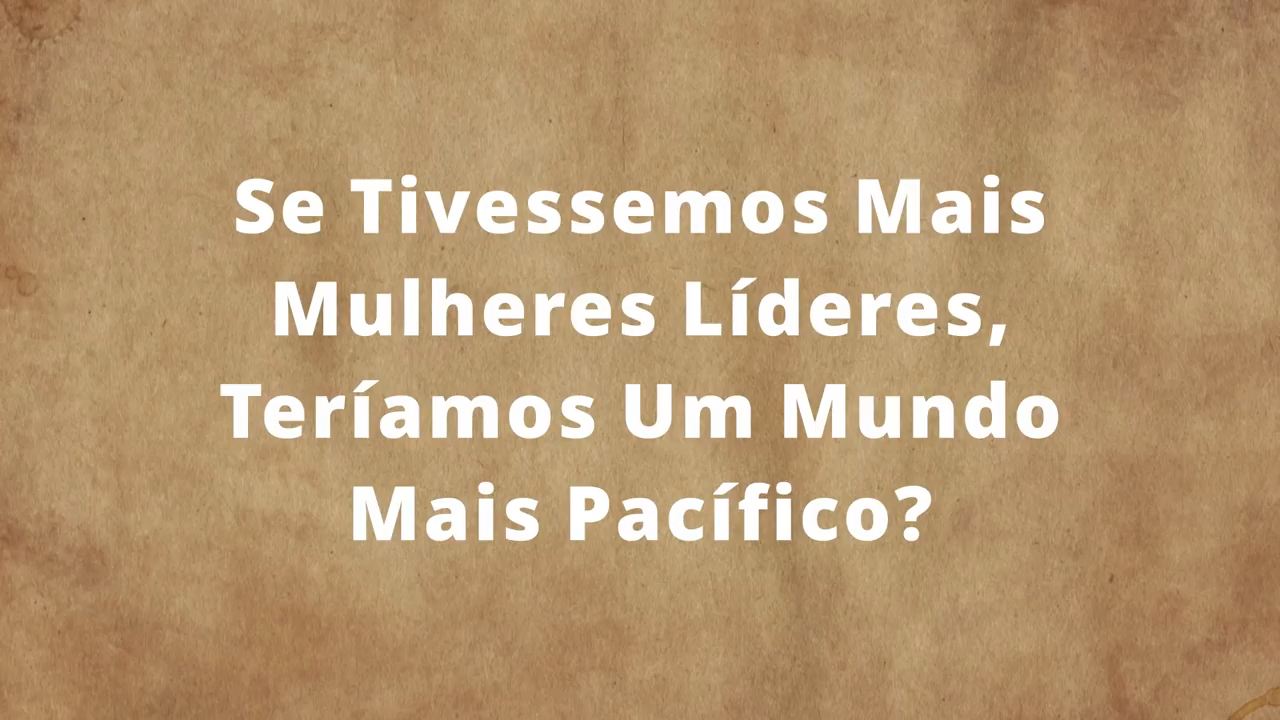 Se Tivessemos Mais
Mulheres Líderes,
Teríamos Um Mundo
Mais Pacífico?